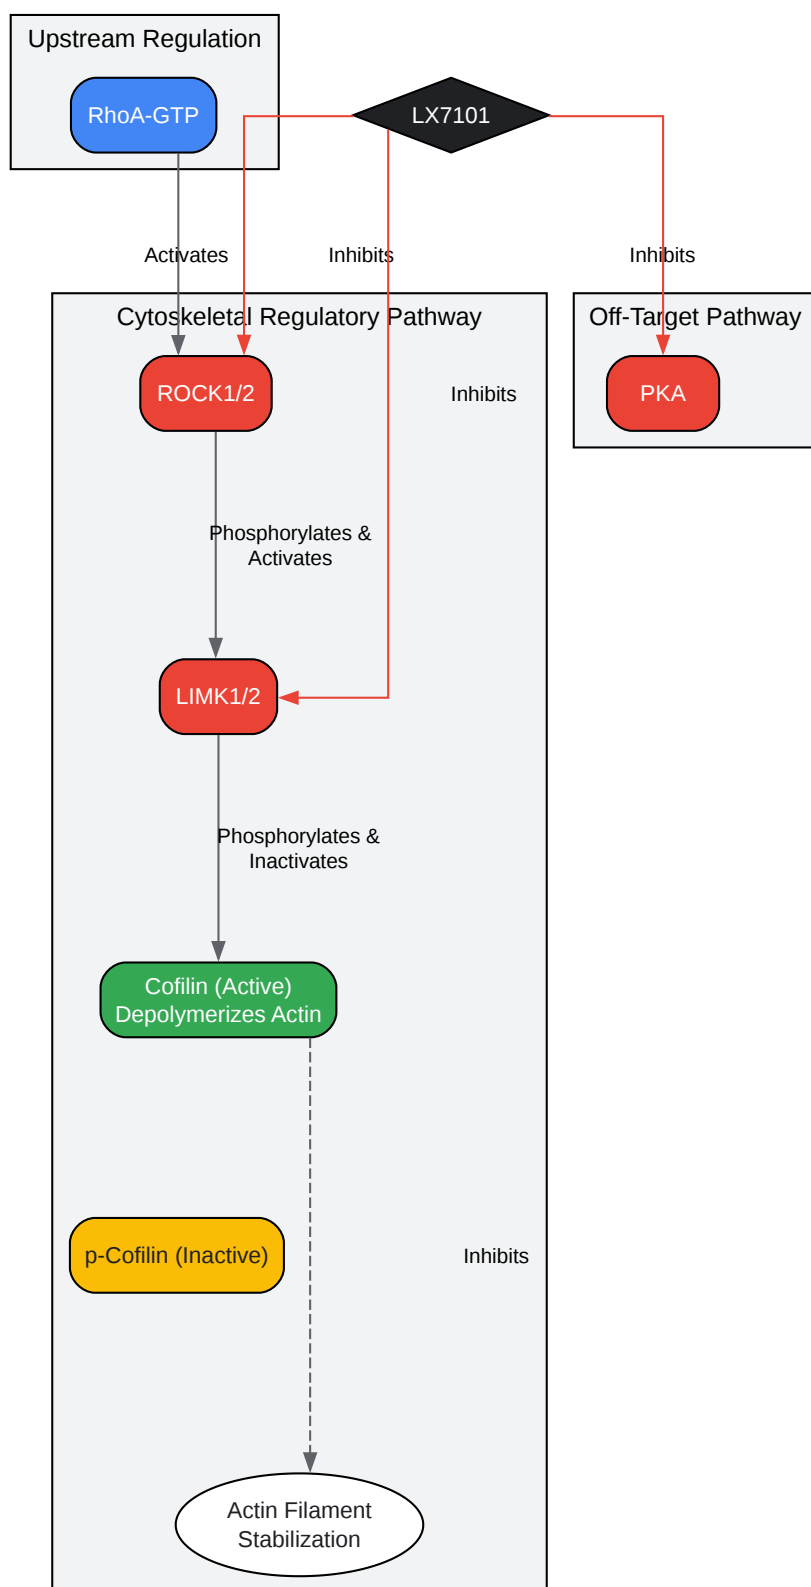 Upstream Regulation
RhoA-GTP
LX7101
Activates
Inhibits
Inhibits
Cytoskeletal Regulatory Pathway
Off-Target Pathway
ROCK1/2
Inhibits
PKA
Phosphorylates &
Activates
LIMK1/2
Phosphorylates &
Inactivates
Cofilin (Active)
Depolymerizes Actin
p-Cofilin (Inactive)
Inhibits
Actin Filament
Stabilization